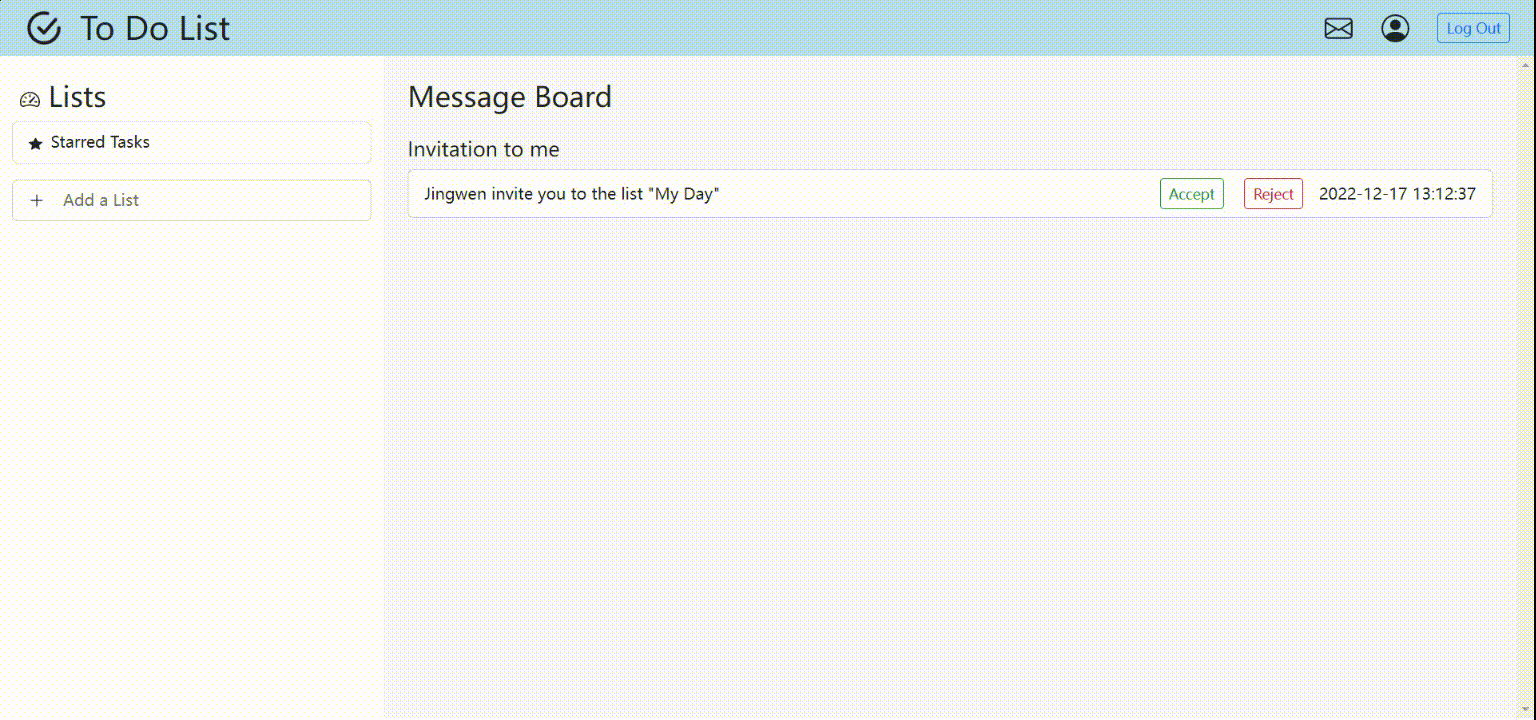 To Do List
Log Out
Lists
Starred Tasks
Add a List
Message Board
Invitation to me
Jingwen invite you to the list "My Day" Accept Reject 2022-12-17 13:12:37